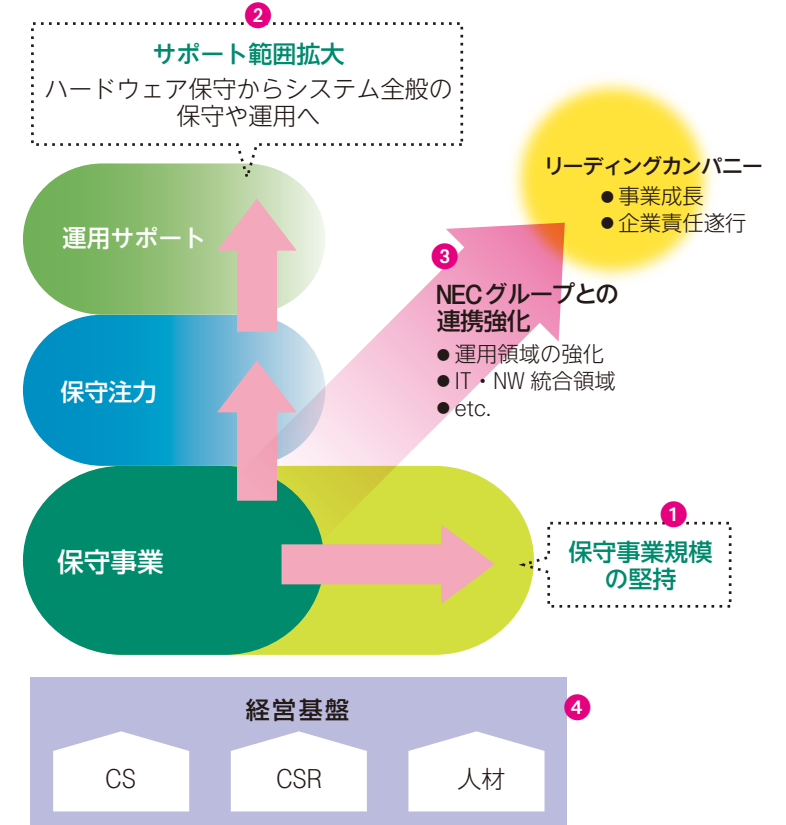 2
サポート範囲拡大
ハードウェア保守からシステム全般の
保守や運用へ
リーディングカンパニー
● 事業成長
● 企業責任遂行
運用サポート
3
NECグループとの
連携強化
● 運用領域の強化
● IT・NW 統合領域
● etc.
保守注力
1
保守事業規模
の堅持
保守事業
4
経営基盤
CS
CSR
人材